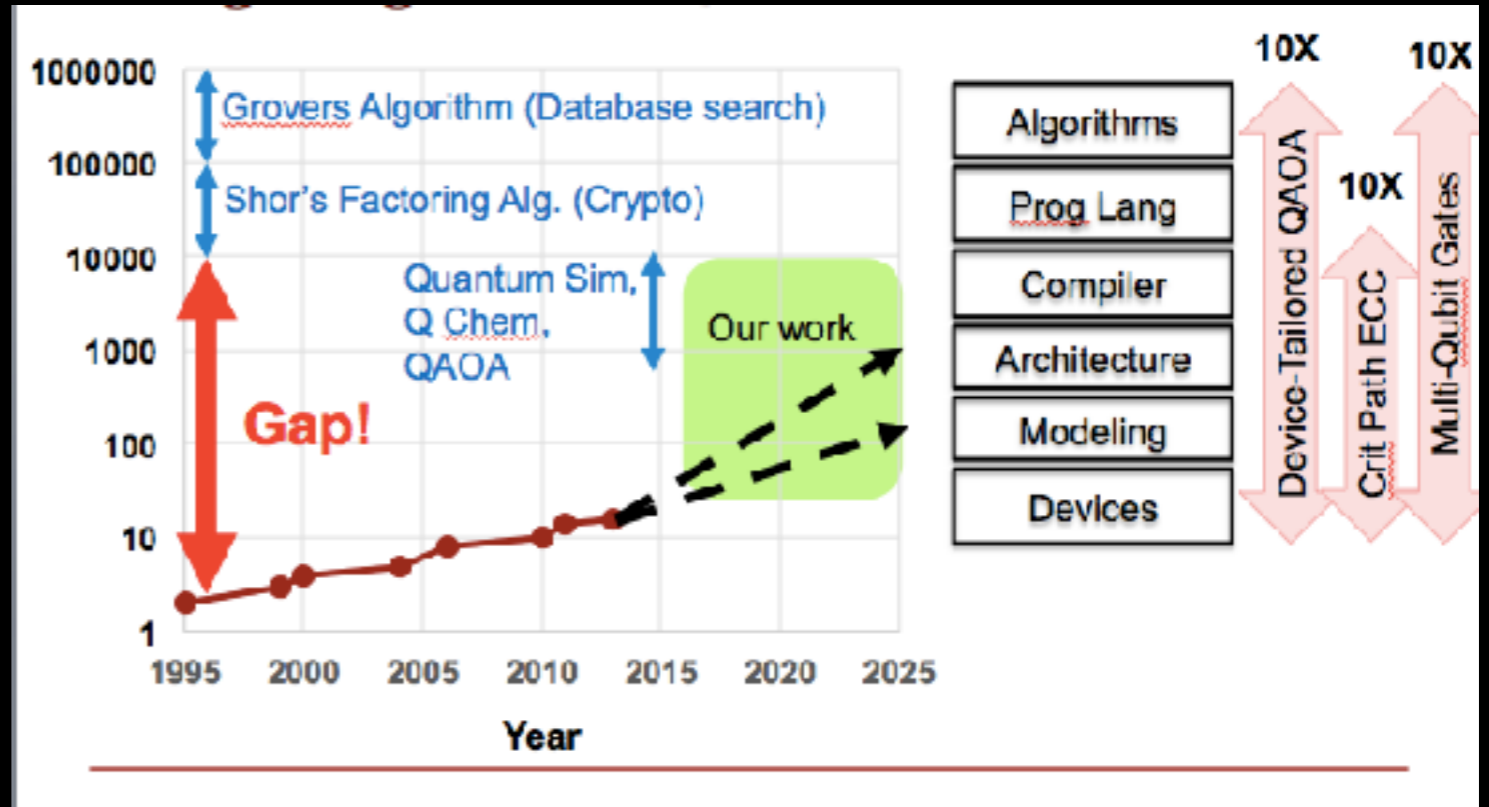 1000000
100000
10000
1000
100
10
1
Grovers Algorithm (Database search)
Shor's Factoring Alg. (Crypto)
Quantum Sim,
Q Chem,
QAOA
Our work
Gap!
1995 2000 2005 2010 2015 2020 2025
Year
Algorithms
Prog Lang
Compiler
Architecture
Modeling
Devices
10X
Device-Tailored QAOA
10X
Crit Path ECC
10X
Multi-Qubit Gates